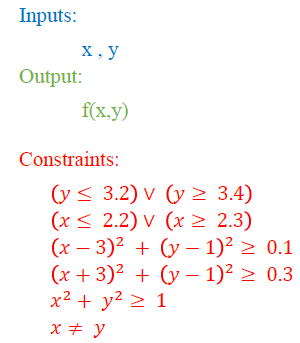 Inputs:
x , y
Output:
f(x,y)
Constraints:
(y ≤ 3.2) ∨ (y ≥ 3.4)
(x ≤ 2.2) ∨ (x ≥ 2.3)
(x − 3)² + (y − 1)² ≥ 0.1
(x + 3)² + (y − 1)² ≥ 0.3
x² + y² ≥ 1
x ≠ y